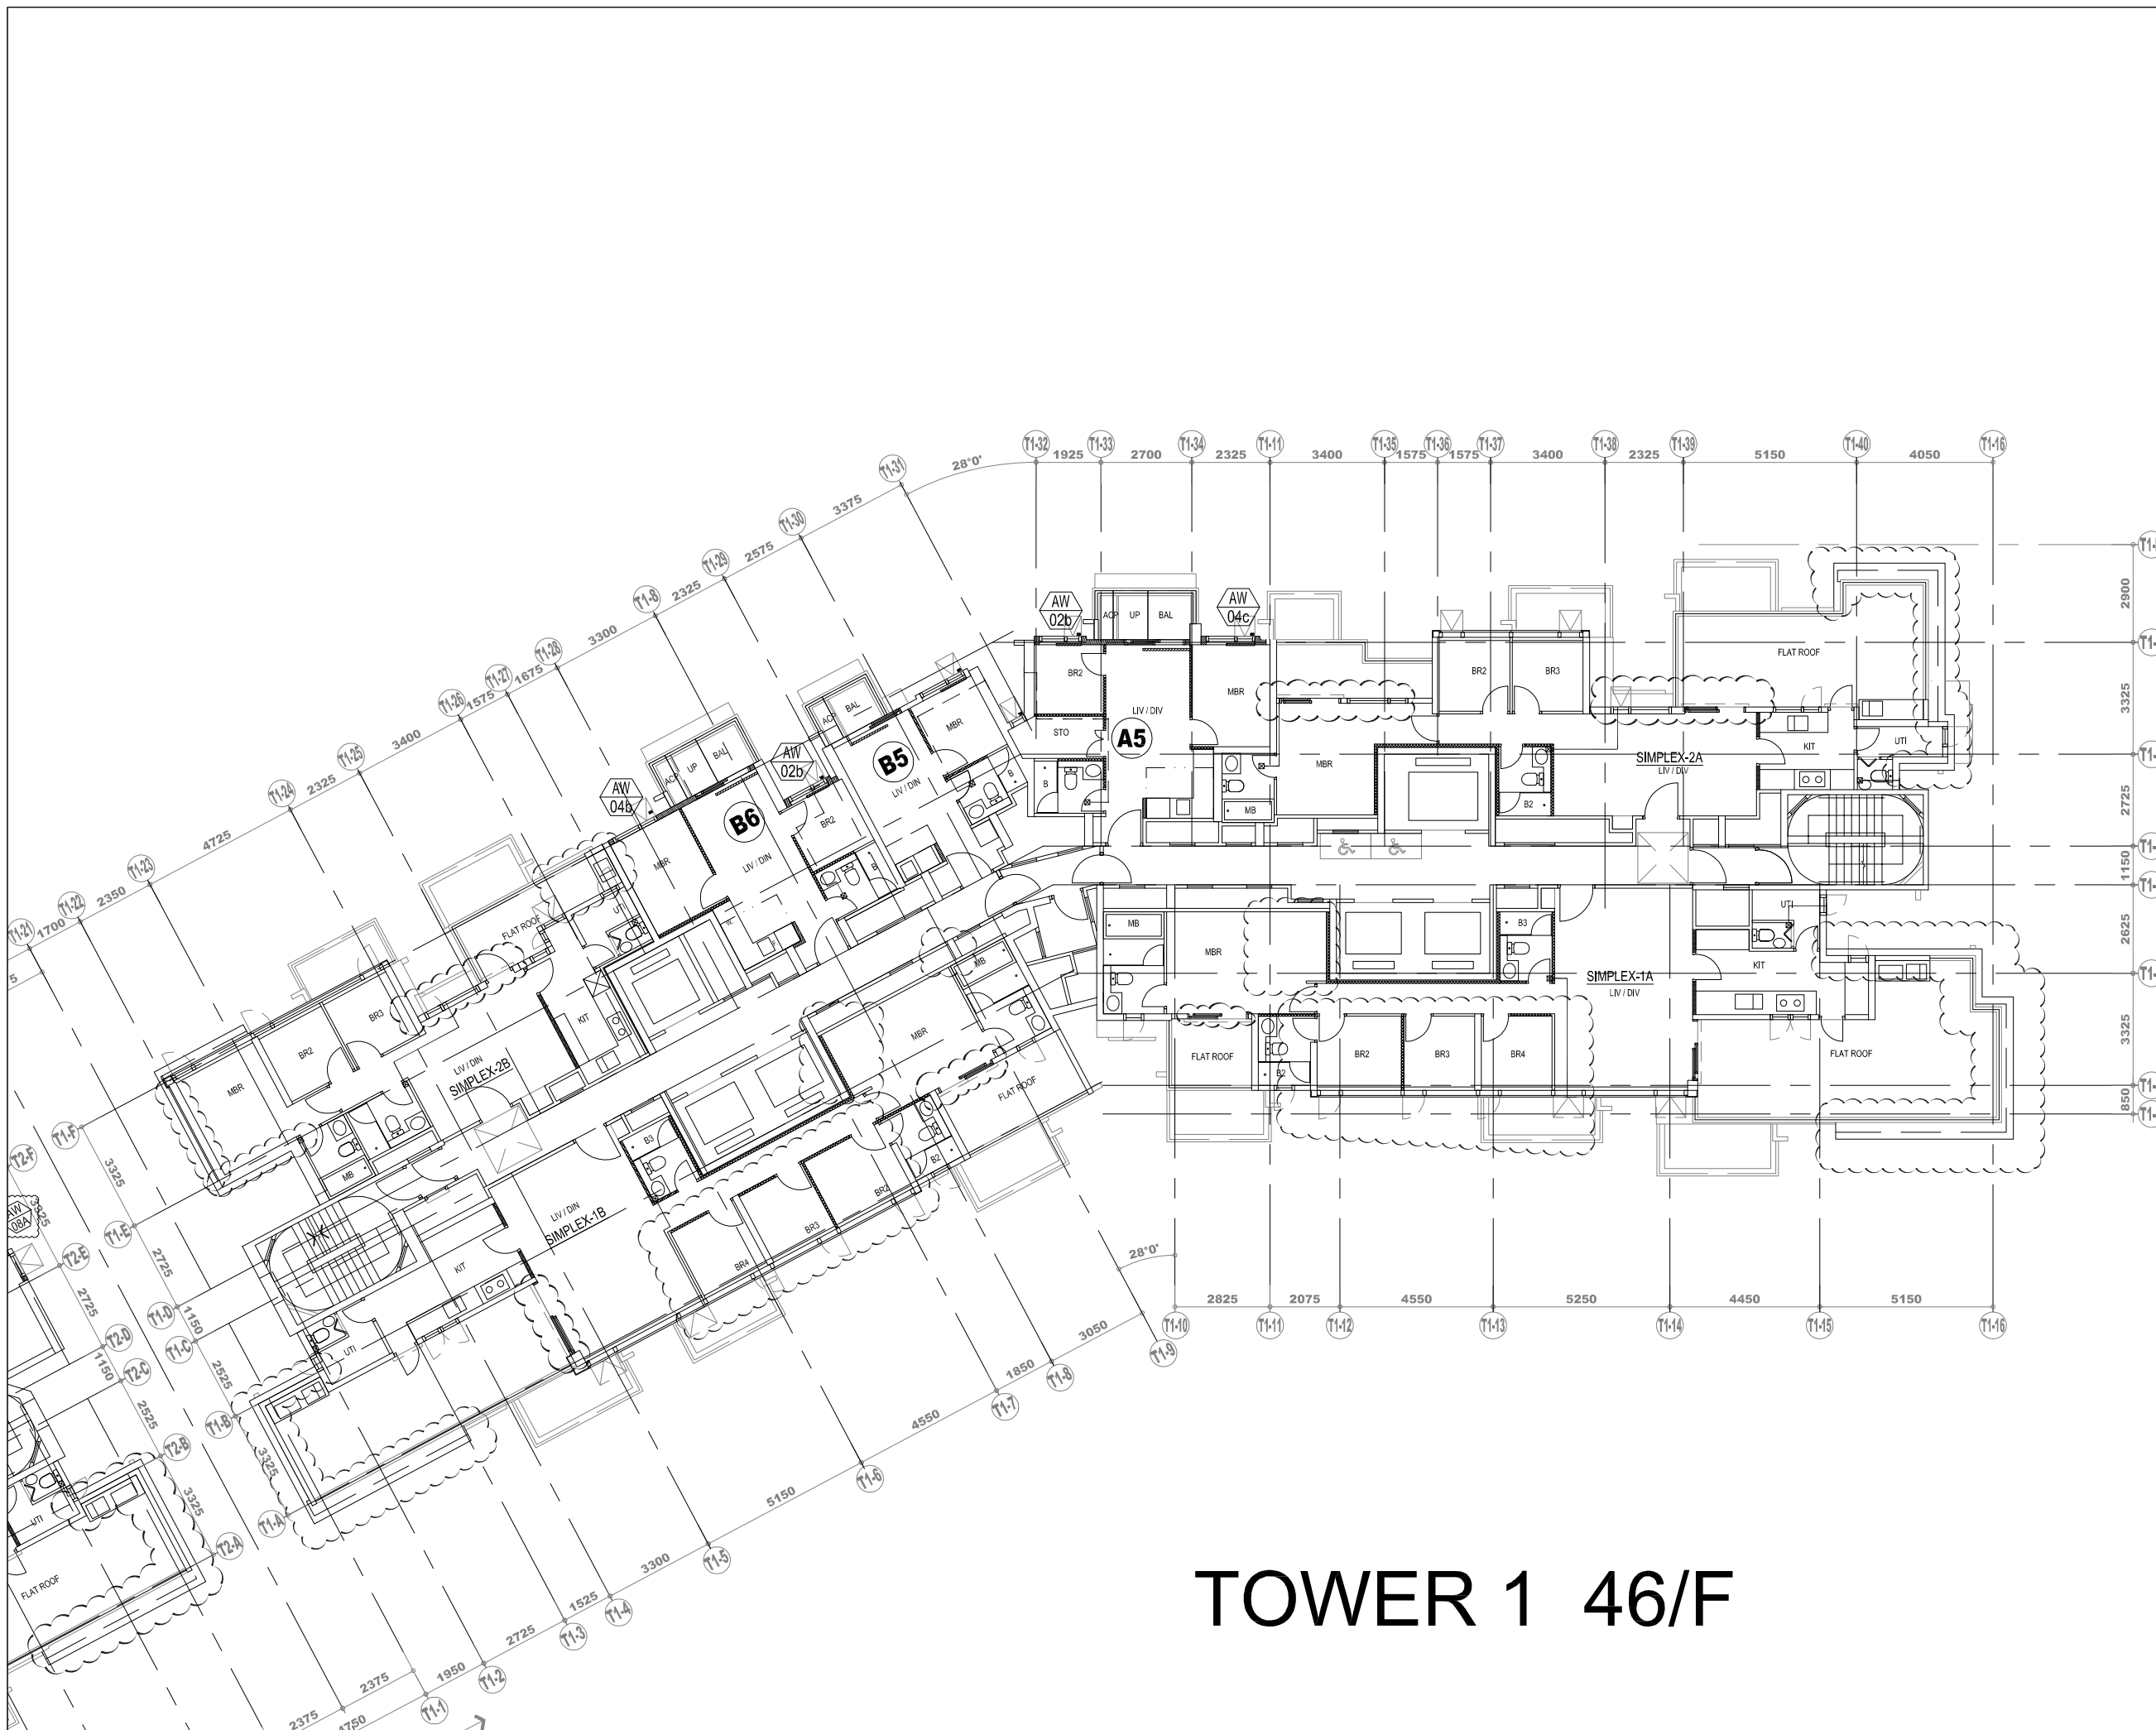 T1-32
T1-33
T1-34
T1-11
T1-35
T1-36
T1-37
T1-38
T1-39
T1-40
T1-16
28°0'
1925
2700
2325
3400
1575
1575
3400
2325
5150
4050
T1-31
T1-30
T1-29
T1-8
T1-28
T1-27
T1-26
T1-25
T1-24
T1-23
T1-22
T1-21
3375
2575
2325
3300
1675
1575
3400
2325
4725
2350
1700
2900
3325
2725
1150
2625
3325
850
AW
02b
AW
04c
ACP
UP
BAL
BR2
LIV / DIV
MBR
A5
STO
B
MB
MBR
BR2
BR3
B2
SIMPLEX-2A
LIV / DIV
FLAT ROOF
KIT
UTI
MB
MBR
B3
SIMPLEX-1A
LIV / DIV
UTI
KIT
FLAT ROOF
FLAT ROOF
B2
BR2
BR3
BR4
ACP
BAL
MBR
B5
LIV / DIN
B
AW
02b
AW
04b
ACP
UP
BAL
B6
MBR
LIV / DIN
BR2
B
UTI
FLAT ROOF
KIT
BR3
BR2
MBR
LIV / DIN
SIMPLEX-2B
MB
MB
MBR
FLAT ROOF
B3
B2
BR2
BR3
BR4
LIV / DIN
SIMPLEX-1B
KIT
UTI
T1-F
T1-E
T1-D
T1-C
T1-B
T1-A
3325
2725
1150
2525
3325
T2-F
T2-E
T2-D
T2-C
T2-B
T2-A
3325
2725
1150
2525
3325
AW
08A
UTI
FLAT ROOF
28°0'
2825
2075
4550
5250
4450
5150
T1-10
T1-11
T1-12
T1-13
T1-14
T1-15
T1-16
3050
1850
4550
5150
3300
1525
2725
1950
2375
2375
T1-9
T1-8
T1-7
T1-6
T1-5
T1-4
T1-3
T1-2
T1-1
TOWER 1 46/F